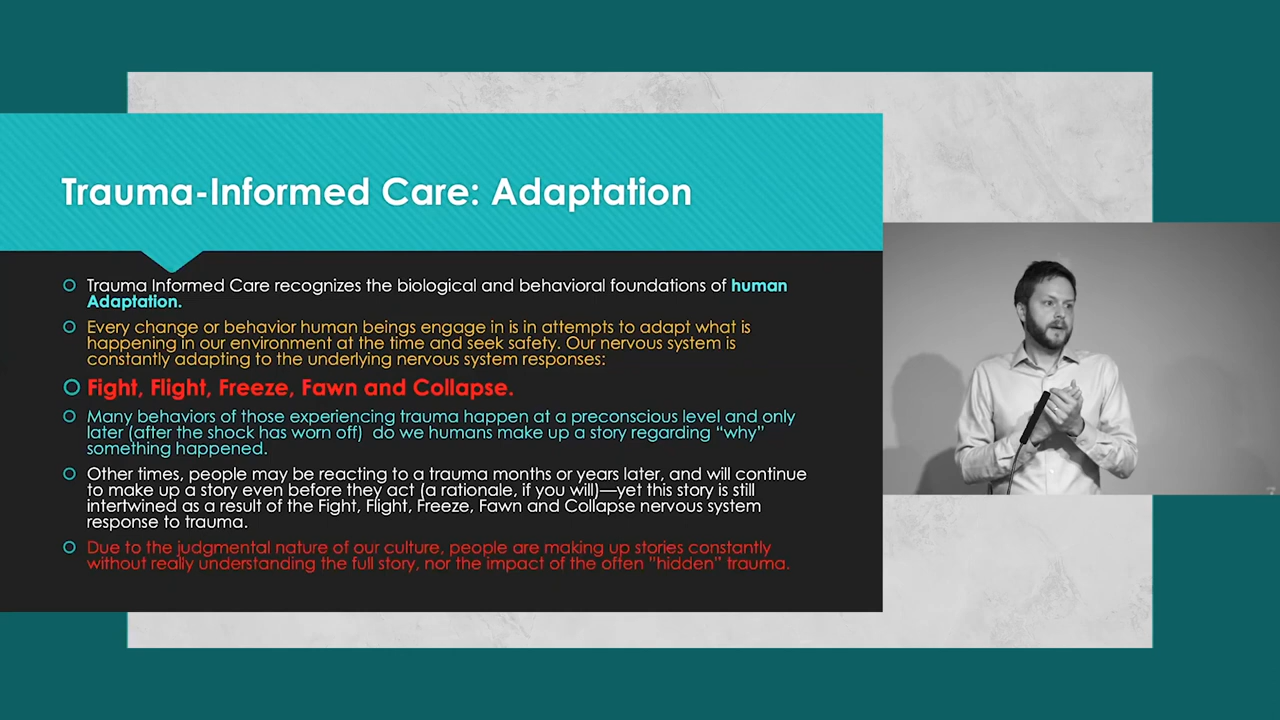 Trauma-Informed Care: Adaptation
Trauma Informed Care recognizes the biological and behavioral foundations of human
Adaptation.
Every change or behavior human beings engage in is in attempts to adapt what is
happening in our environment at the time and seek safety. Our nervous system is
constantly adapting to the underlying nervous system responses:
Fight, Flight, Freeze, Fawn and Collapse.
Many behaviors of those experiencing trauma happen at a preconscious level and only
later (after the shock has worn off) do we humans make up a story regarding “why”
something happened.
Other times, people may be reacting to a trauma months or years later, and will continue
to make up a story even before they act (a rationale, if you will)—yet this story is still
intertwined as a result of the Fight, Flight, Freeze, Fawn and Collapse nervous system
response to trauma.
Due to the judgmental nature of our culture, people are making up stories constantly
without really understanding the full story, nor the impact of the often “hidden” trauma.